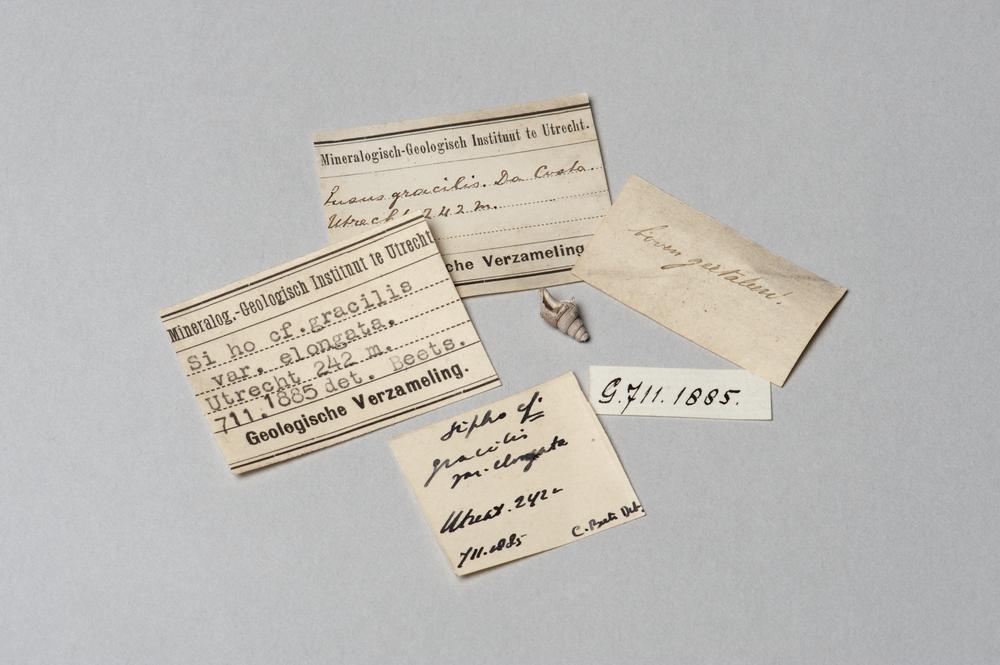 Mineralogisch-Geologisch Instituut te Utrecht.
Fusus gracilis. Da Costa.
Utrecht 242 m.
che Verzameling
boven getalen!
Mineralog.-Geologisch Instituut te Utrecht
Si ho cf.gracilis
var. elongata.
Utrecht 242 m.
711.1885 det. Beets.
Geologische Verzameling.
G.711.1885.
Sipho cf.
gracilis
var. elongata
Utrecht. 242
711.1885
C. Beets Det.